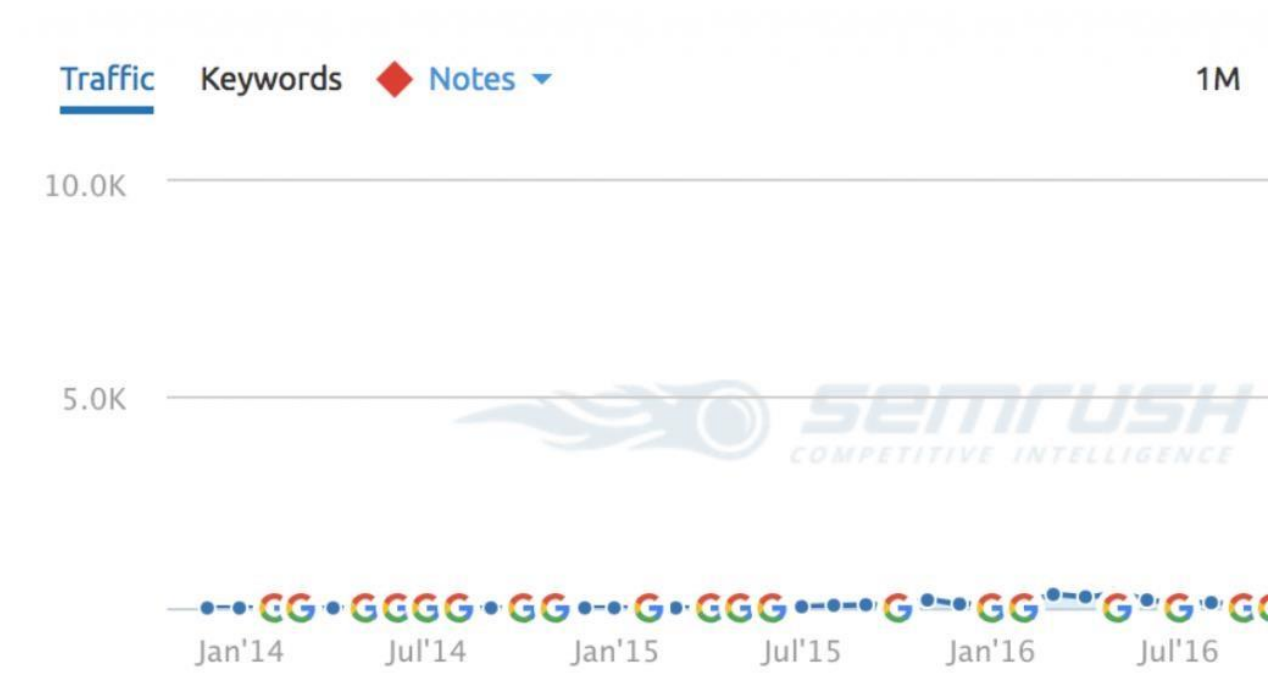 Traffic Keywords Notes 1M
10.0K
5.0K
semrush
COMPETITIVE INTELLIGENCE
Jan'14 Jul'14 Jan'15 Jul'15 Jan'16 Jul'16